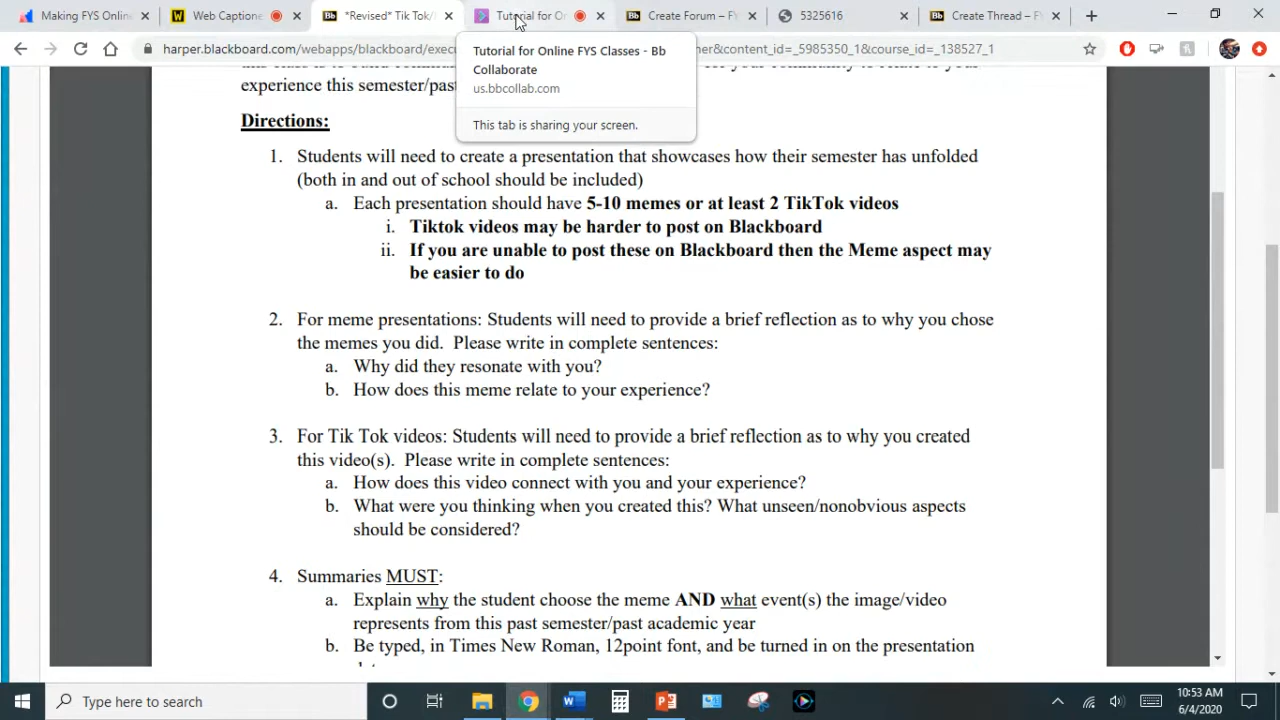 Making FYS Online
Web Captione
*Revised* Tik Tok/
Tutorial for On
Create Forum – F
5325616
Create Thread – F
harper.blackboard.com/webapps/blackboard/exec
er&content_id=_5985350_1&course_id=_138527_1
Tutorial for Online FYS Classes - Bb
Collaborate
us.bbcollab.com
This tab is sharing your screen.
for your community to relate to your
experience this semester/past
Directions:
1. Students will need to create a presentation that showcases how their semester has unfolded
(both in and out of school should be included)
a. Each presentation should have 5-10 memes or at least 2 TikTok videos
i. Tiktok videos may be harder to post on Blackboard
ii. If you are unable to post these on Blackboard then the Meme aspect may
be easier to do
2. For meme presentations: Students will need to provide a brief reflection as to why you chose
the memes you did. Please write in complete sentences:
a. Why did they resonate with you?
b. How does this meme relate to your experience?
3. For Tik Tok videos: Students will need to provide a brief reflection as to why you created
this video(s). Please write in complete sentences:
a. How does this video connect with you and your experience?
b. What were you thinking when you created this? What unseen/nonobvious aspects
should be considered?
4. Summaries MUST:
a. Explain why the student choose the meme AND what event(s) the image/video
represents from this past semester/past academic year
b. Be typed, in Times New Roman, 12point font, and be turned in on the presentation
Type here to search
10:53 AM
6/4/2020